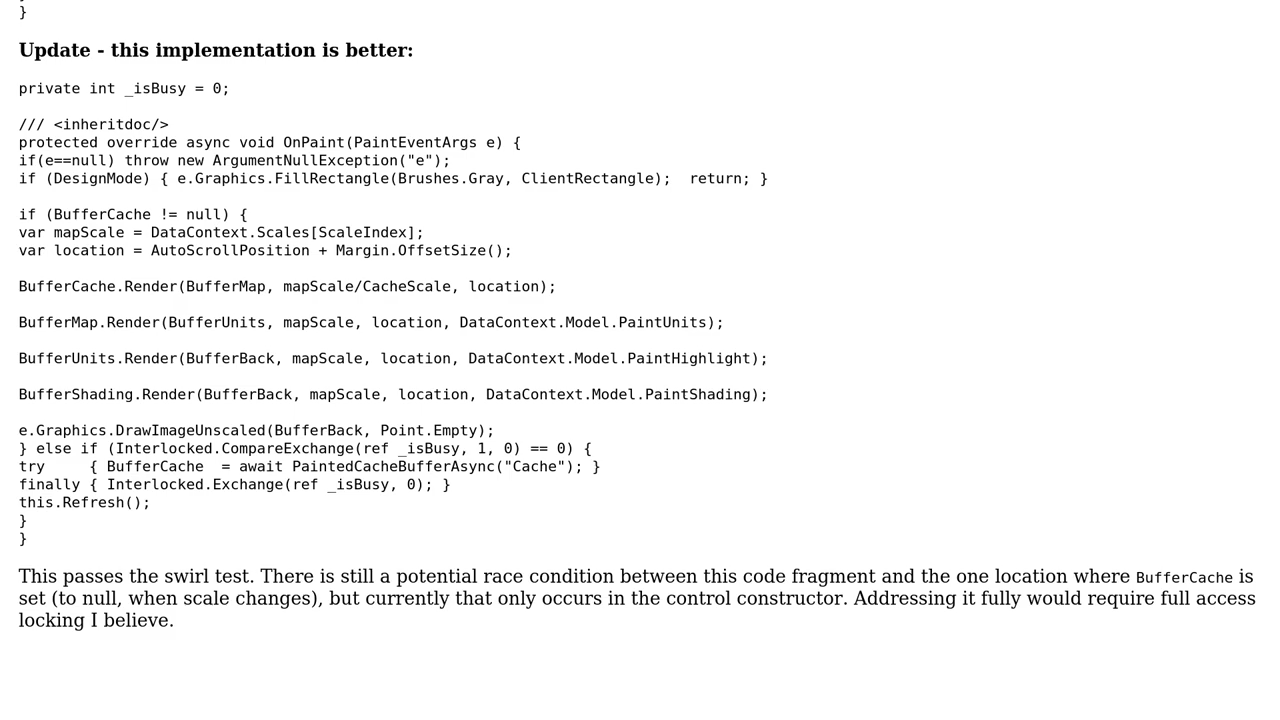 }
Update - this implementation is better:
private int _isBusy = 0;
/// <inheritdoc/>
protected override async void OnPaint(PaintEventArgs e) {
if(e==null) throw new ArgumentNullException("e");
if (DesignMode) { e.Graphics.FillRectangle(Brushes.Gray, ClientRectangle);  return; }
if (BufferCache != null) {
var mapScale = DataContext.Scales[ScaleIndex];
var location = AutoScrollPosition + Margin.OffsetSize();
BufferCache.Render(BufferMap, mapScale/CacheScale, location);
BufferMap.Render(BufferUnits, mapScale, location, DataContext.Model.PaintUnits);
BufferUnits.Render(BufferBack, mapScale, location, DataContext.Model.PaintHighlight);
BufferShading.Render(BufferBack, mapScale, location, DataContext.Model.PaintShading);
e.Graphics.DrawImageUnscaled(BufferBack, Point.Empty);
} else if (Interlocked.CompareExchange(ref _isBusy, 1, 0) == 0) {
try     { BufferCache  = await PaintedCacheBufferAsync("Cache"); }
finally { Interlocked.Exchange(ref _isBusy, 0); }
this.Refresh();
}
}
This passes the swirl test. There is still a potential race condition between this code fragment and the one location where BufferCache is
set (to null, when scale changes), but currently that only occurs in the control constructor. Addressing it fully would require full access
locking I believe.